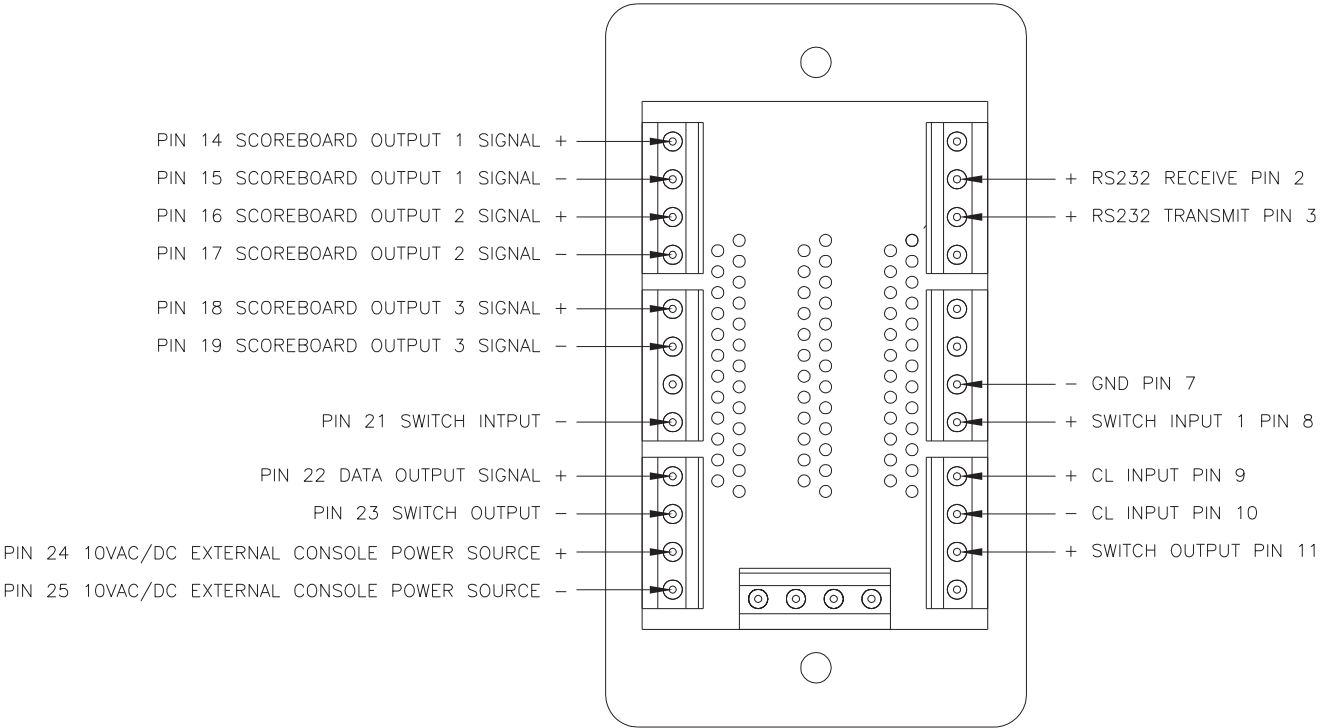 PIN 14 SCOREBOARD OUTPUT 1 SIGNAL +
PIN 15 SCOREBOARD OUTPUT 1 SIGNAL -
PIN 16 SCOREBOARD OUTPUT 2 SIGNAL +
PIN 17 SCOREBOARD OUTPUT 2 SIGNAL -
PIN 18 SCOREBOARD OUTPUT 3 SIGNAL +
PIN 19 SCOREBOARD OUTPUT 3 SIGNAL -
PIN 21 SWITCH INTPUT -
PIN 22 DATA OUTPUT SIGNAL +
PIN 23 SWITCH OUTPUT -
PIN 24 10VAC/DC EXTERNAL CONSOLE POWER SOURCE +
PIN 25 10VAC/DC EXTERNAL CONSOLE POWER SOURCE -
+ RS232 RECEIVE PIN 2
+ RS232 TRANSMIT PIN 3
- GND PIN 7
+ SWITCH INPUT 1 PIN 8
+ CL INPUT PIN 9
- CL INPUT PIN 10
+ SWITCH OUTPUT PIN 11